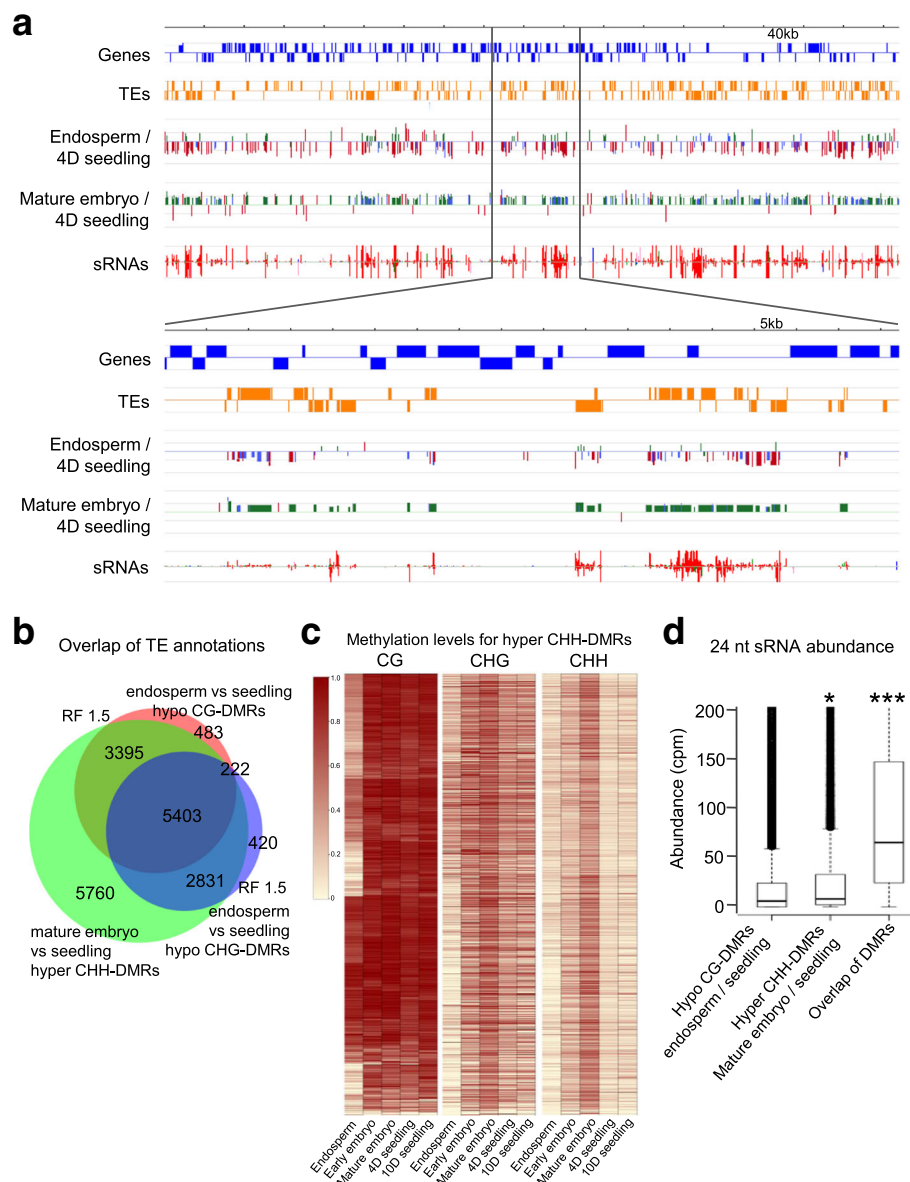 a
40kb
Genes
TEs
Endosperm /
4D seedling
Mature embryo /
4D seedling
sRNAs
5kb
Genes
TEs
Endosperm /
4D seedling
Mature embryo /
4D seedling
sRNAs
b
Overlap of TE annotations
endosperm vs seedling
hypo CG-DMRs
RF 1.5
483
3395
222
5403
420
2831
RF 1.5
5760
endosperm
vs seedling
hypo CHG-DMRs
mature embryo
vs seedling
hyper CHH-DMRs
c
Methylation levels for hyper CHH-DMRs
CG
CHG
CHH
1.0
0.8
0.6
0.4
0.2
0
Endosperm
Early embryo
Mature embryo
4D seedling
10D seedling
Endosperm
Early embryo
Mature embryo
4D seedling
10D seedling
Endosperm
Early embryo
Mature embryo
4D seedling
10D seedling
d
24 nt sRNA abundance
*
***
Abundance (cpm)
200
150
100
50
0
Hypo CG-DMRs
endosperm / seedling
Hyper CHH-DMRs
Mature embryo / seedling
Overlap of DMRs